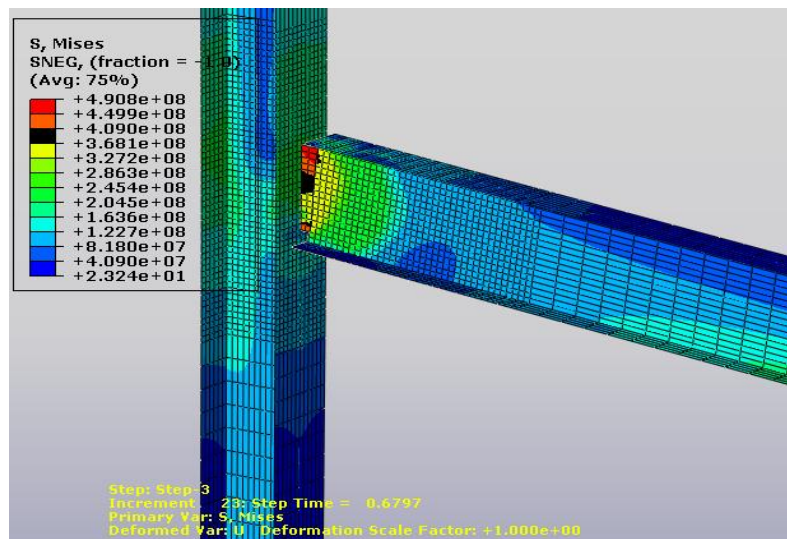 S, Mises
SNEG, (fraction = -1.0)
(Avg: 75%)
+4.908e+08
+4.499e+08
+4.090e+08
+3.681e+08
+3.272e+08
+2.863e+08
+2.454e+08
+2.045e+08
+1.636e+08
+1.227e+08
+8.180e+07
+4.090e+07
+2.324e+01
Step: Step-3
Increment 23: Step Time = 0.6797
Primary Var: S, Mises
Deformed Var: U Deformation Scale Factor: +1.000e+00